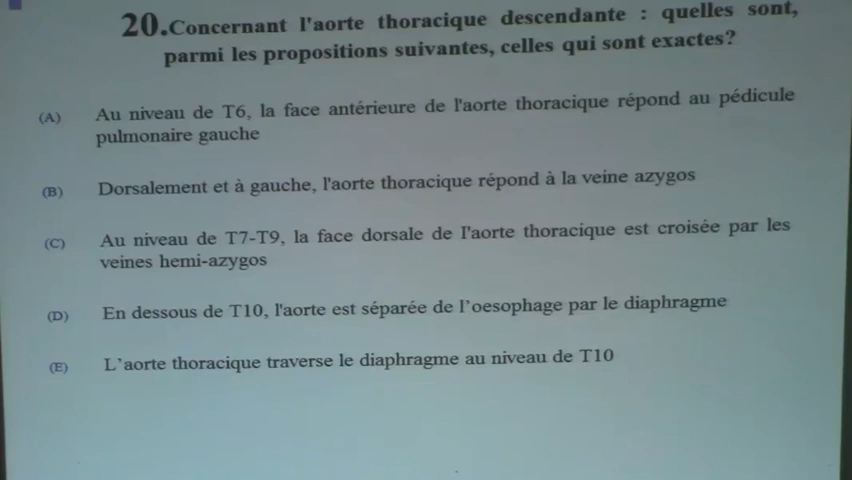 20.Concernant l'aorte thoracique descendante : quelles sont,
parmi les propositions suivantes, celles qui sont exactes?
(A) Au niveau de T6, la face antérieure de l'aorte thoracique répond au pédicule
pulmonaire gauche
(B) Dorsalement et à gauche, l'aorte thoracique répond à la veine azygos
(C) Au niveau de T7-T9, la face dorsale de l'aorte thoracique est croisée par les
veines hemi-azygos
(D) En dessous de T10, l'aorte est séparée de l’oesophage par le diaphragme
(E) L’aorte thoracique traverse le diaphragme au niveau de T10